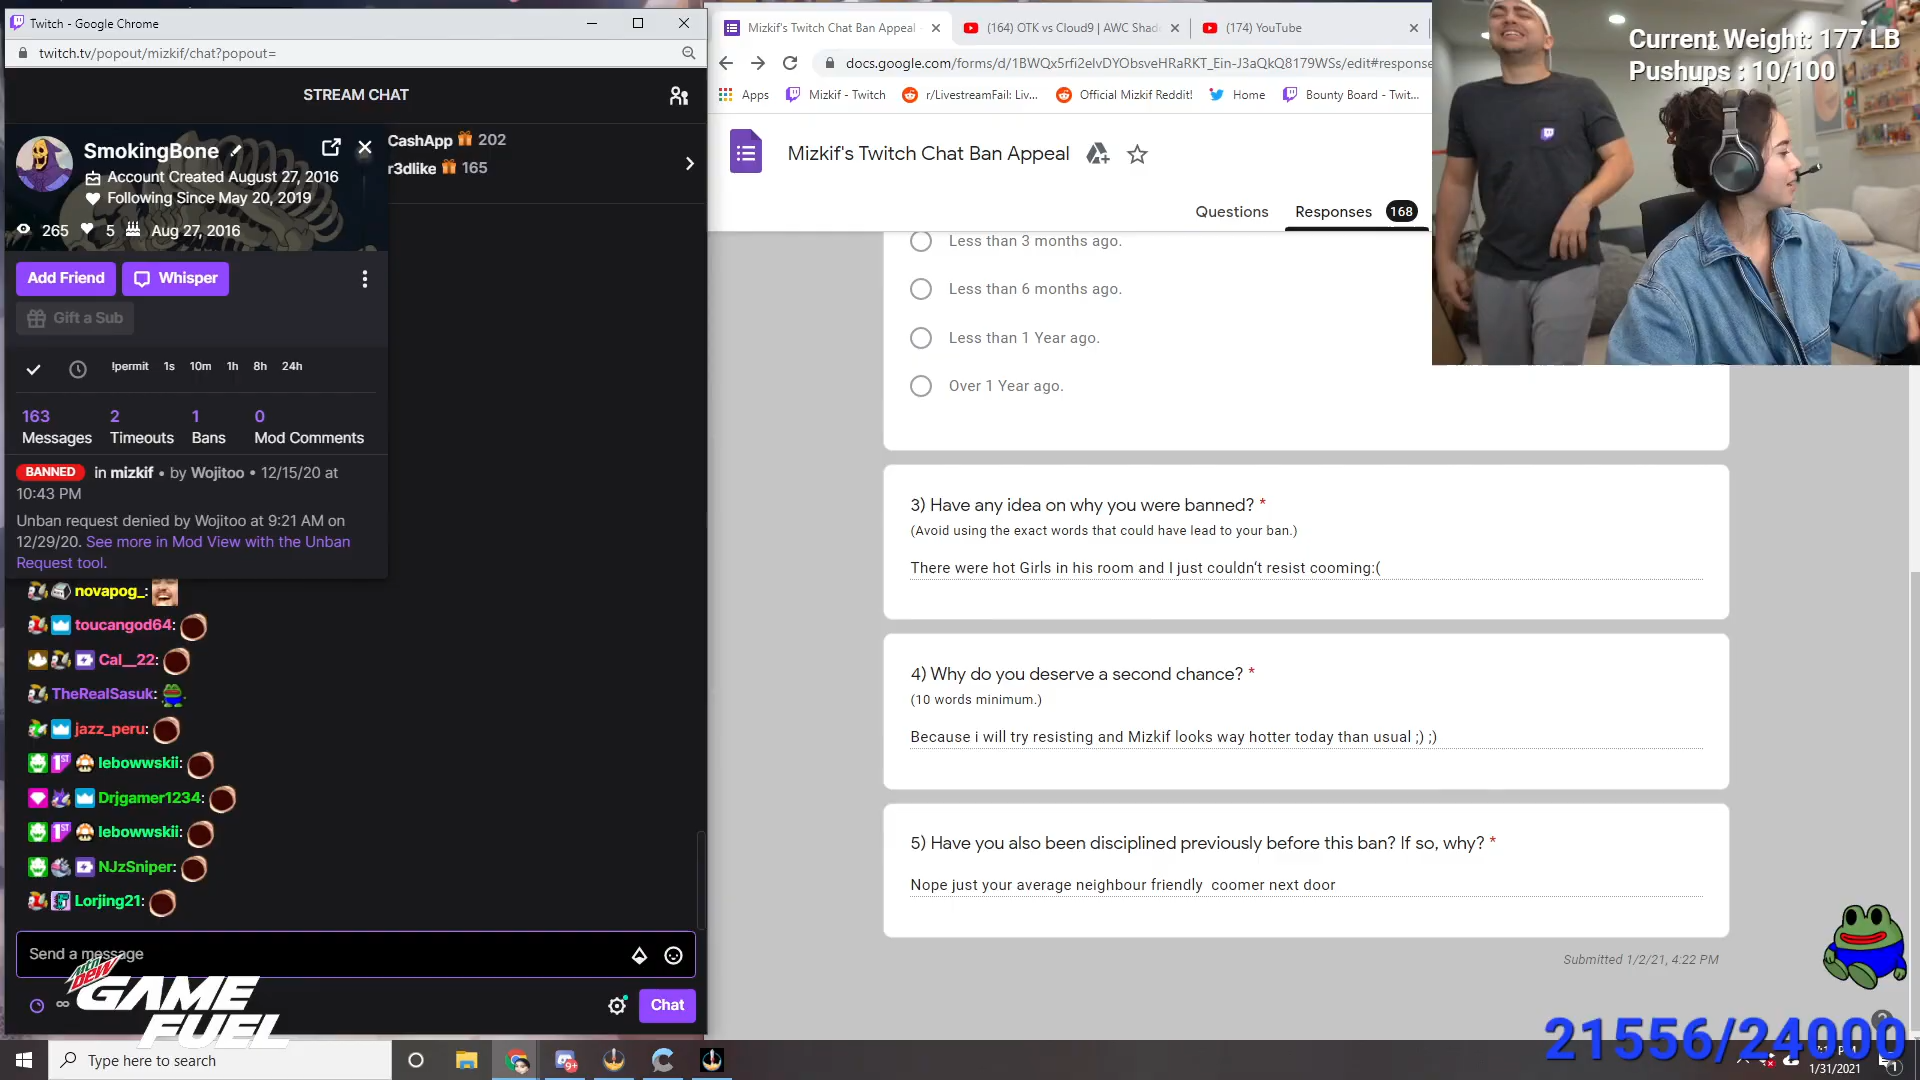 Twitch - Google Chrome
twitch.tv/popout/mizkif/chat?popout=
STREAM CHAT
SmokingBone
Account Created August 27, 2016
Following Since May 20, 2019
265 5 Aug 27, 2016
CashApp 202
r3dlike 165
Add Friend Whisper
Gift a Sub
!permit 1s 10m 1h 8h 24h
163 2 1 0
Messages Timeouts Bans Mod Comments
BANNED in mizkif • by Wojitoo • 12/15/20 at
10:43 PM
Unban request denied by Wojitoo at 9:21 AM on
12/29/20. See more in Mod View with the Unban
Request tool.
novapog_:
toucangod64:
Cal__22:
TheRealSasuk:
jazz_peru:
lebowwskii:
Drjgamer1234:
lebowwskii:
NJzSniper:
Lorjing21:
Send a message
Chat
mtn DEW
GAME
FUEL
Mizkif's Twitch Chat Ban Appeal (164) OTK vs Cloud9 | AWC Shad (174) YouTube
docs.google.com/forms/d/1BWQx5rfi2elvDYObsveHRaRKT_Ein-J3aQkQ8179WSs/edit#response
Apps Mizkif - Twitch r/LivestreamFail: Liv... Official Mizkif Reddit! Home Bounty Board - Twit...
Mizkif's Twitch Chat Ban Appeal
Questions Responses 168
Less than 3 months ago.
Less than 6 months ago.
Less than 1 Year ago.
Over 1 Year ago.
3) Have any idea on why you were banned? *
(Avoid using the exact words that could have lead to your ban.)
There were hot Girls in his room and I just couldn't resist cooming:(
4) Why do you deserve a second chance? *
(10 words minimum.)
Because i will try resisting and Mizkif looks way hotter today than usual ;) ;)
5) Have you also been disciplined previously before this ban? If so, why? *
Nope just your average neighbour friendly coomer next door
Submitted 1/2/21, 4:22 PM
Current Weight: 177 LB
Pushups : 10/100
21556/24000
Type here to search
1/31/2021